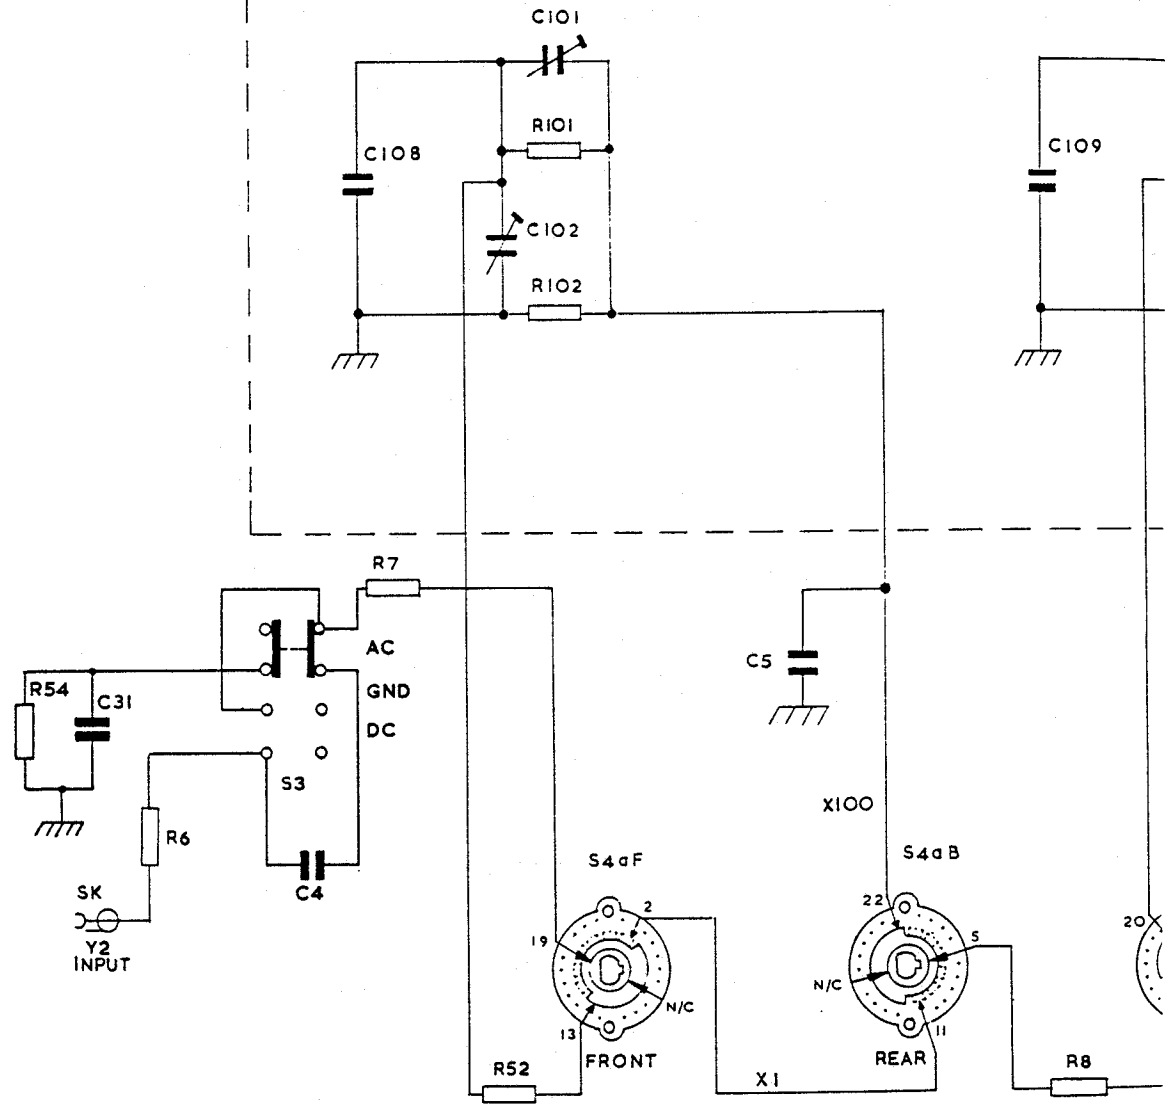 C101
R101
C108
C109
C102
R102
R7
AC
R54
C31
GND
C5
DC
S3
X100
R6
S4aF
S4aB
C4
SK
22
2
20
19
5
Y2
INPUT
N/C
N/C
13
11
FRONT
REAR
R52
X1
R8